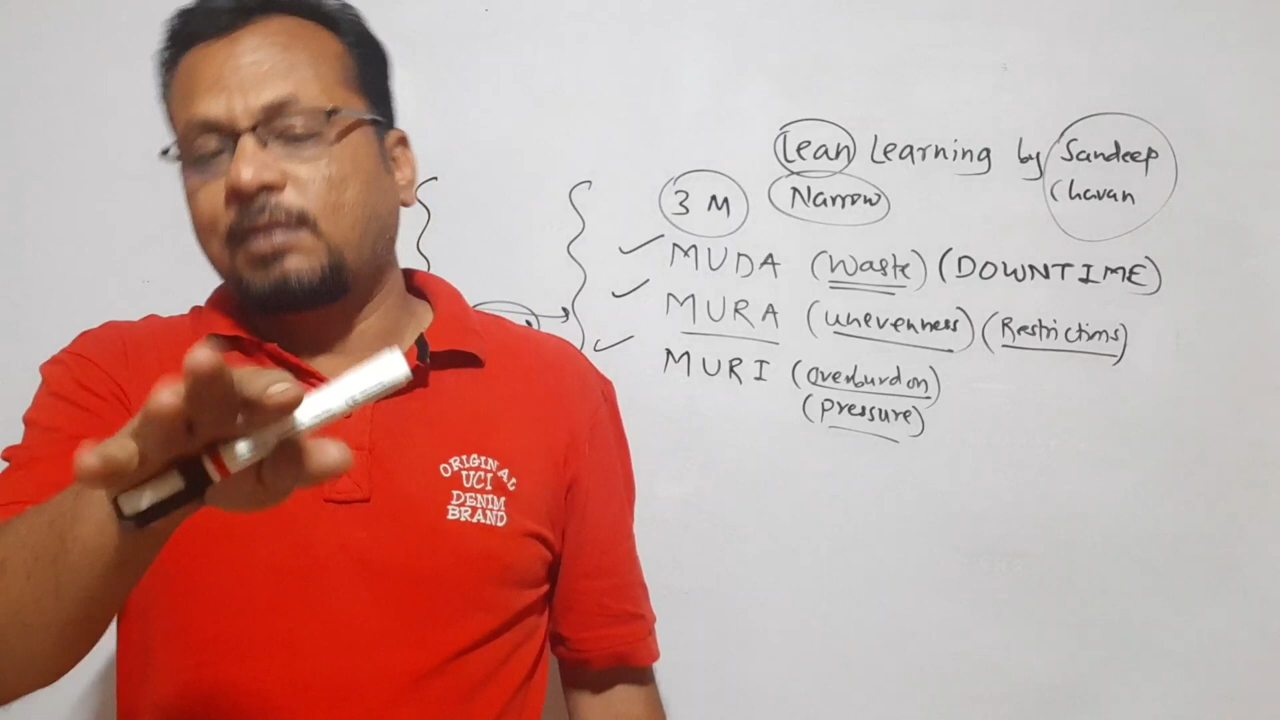 Lean Learning by Sandeep
Chavan
3 M Narrow
MUDA (Waste) (DOWNTIME)
MURA (Unevenness) (Restrictions)
MURI (Overburdon)
(Pressure)
ORIGINAL
UCI
DENIM
BRAND